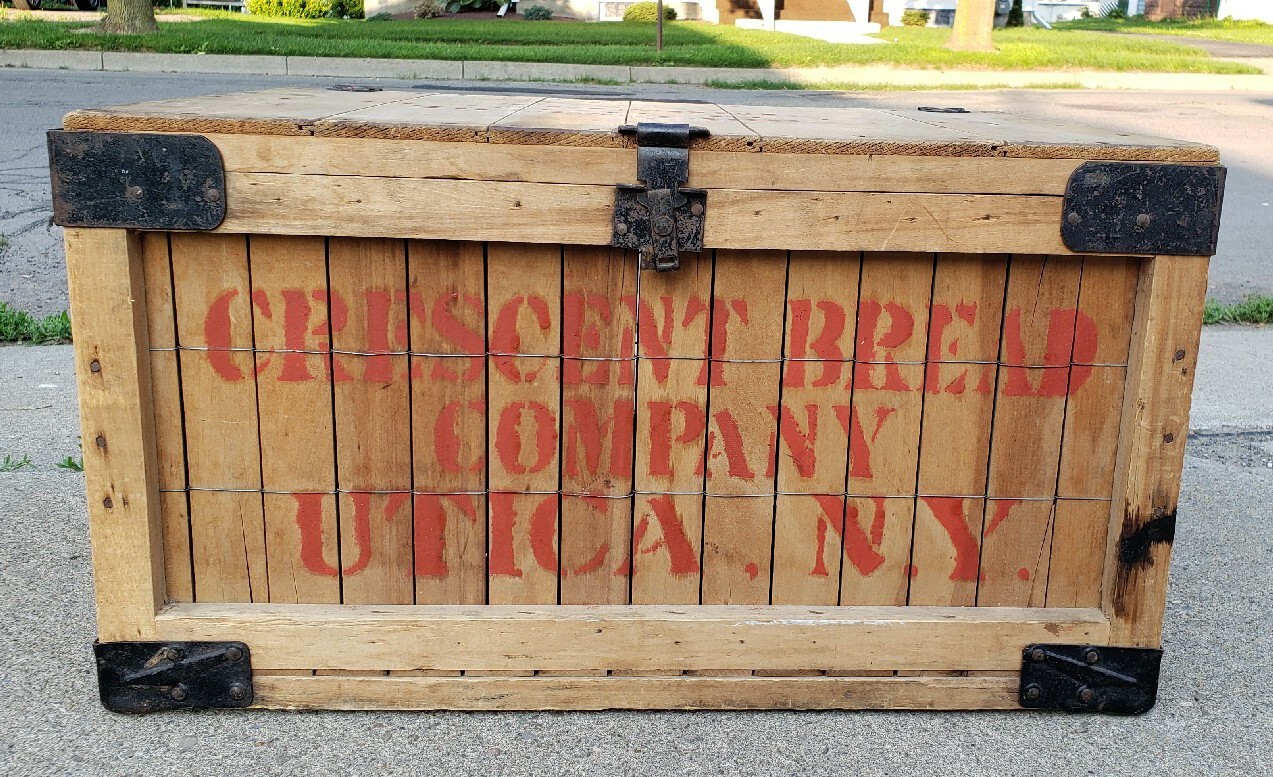 CRESCENT BREAD
COMPANY
UTICA, N.Y.